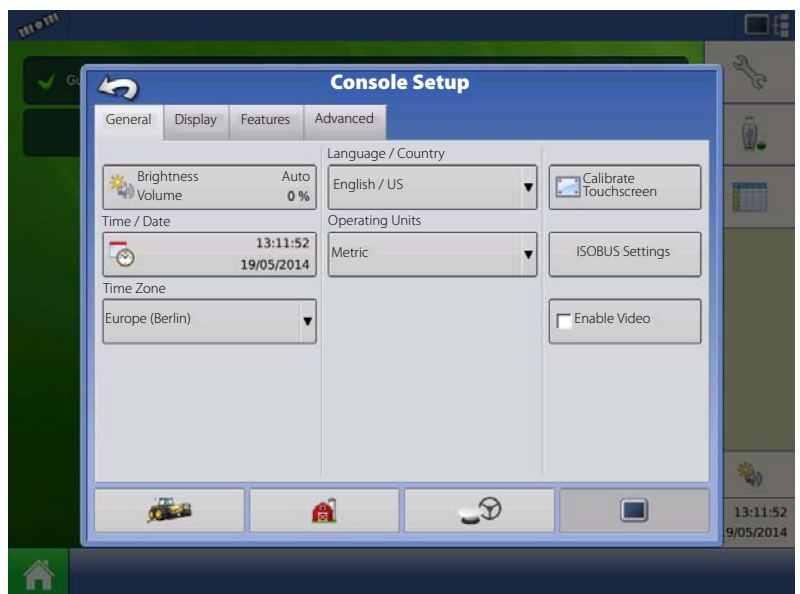 Console Setup
General
Display
Features
Advanced
Brightness Auto
Volume 0 %
Time / Date
13:11:52
19/05/2014
Time Zone
Europe (Berlin)
Language / Country
English / US
Operating Units
Metric
Calibrate
Touchscreen
ISOBUS Settings
Enable Video
13:11:52
9/05/2014